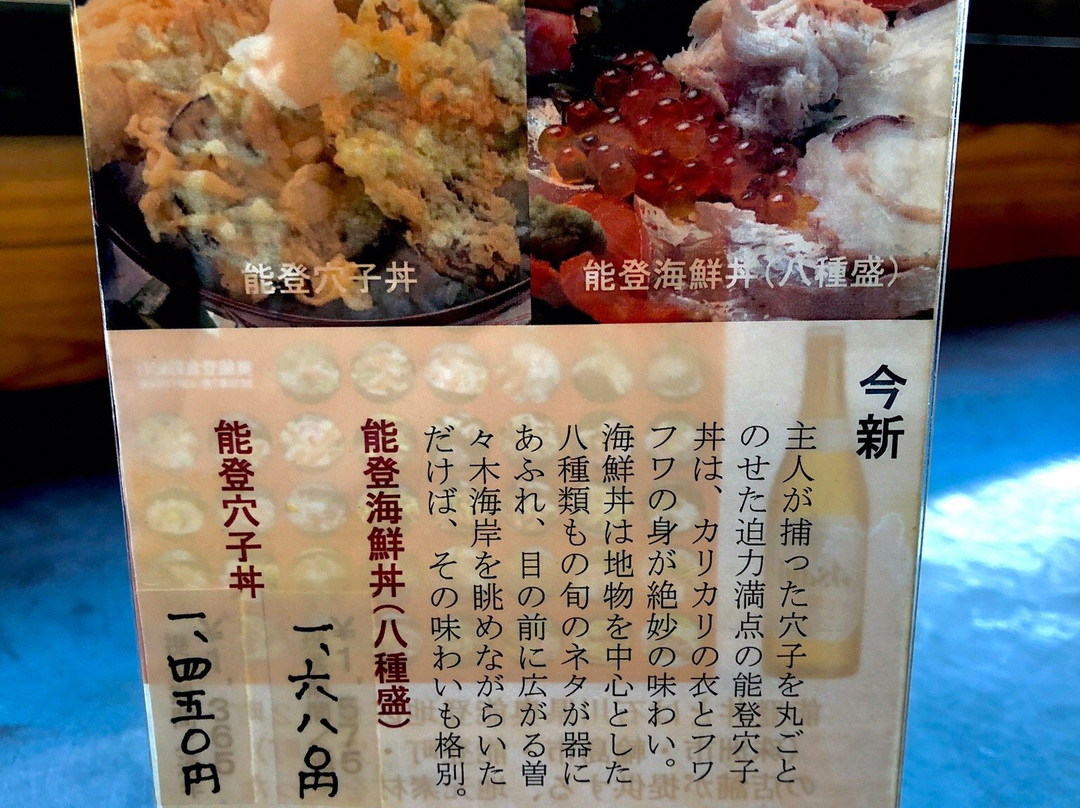 能登穴子丼
能登海鮮丼（八種盛）
今新
主人が捕った穴子を丸ごと
のせた迫力満点の能登穴子
丼は、カリカリの衣とフワ
フワの身が絶妙の味わい。
海鮮丼は地物を中心とした
八種類もの旬のネタが器に
あふれ、目の前に広がる曽
々木海岸を眺めながらいた
だけば、その味わいも格別。
能登海鮮丼（八種盛）
一、六八〇円
能登穴子丼
一、四五〇円